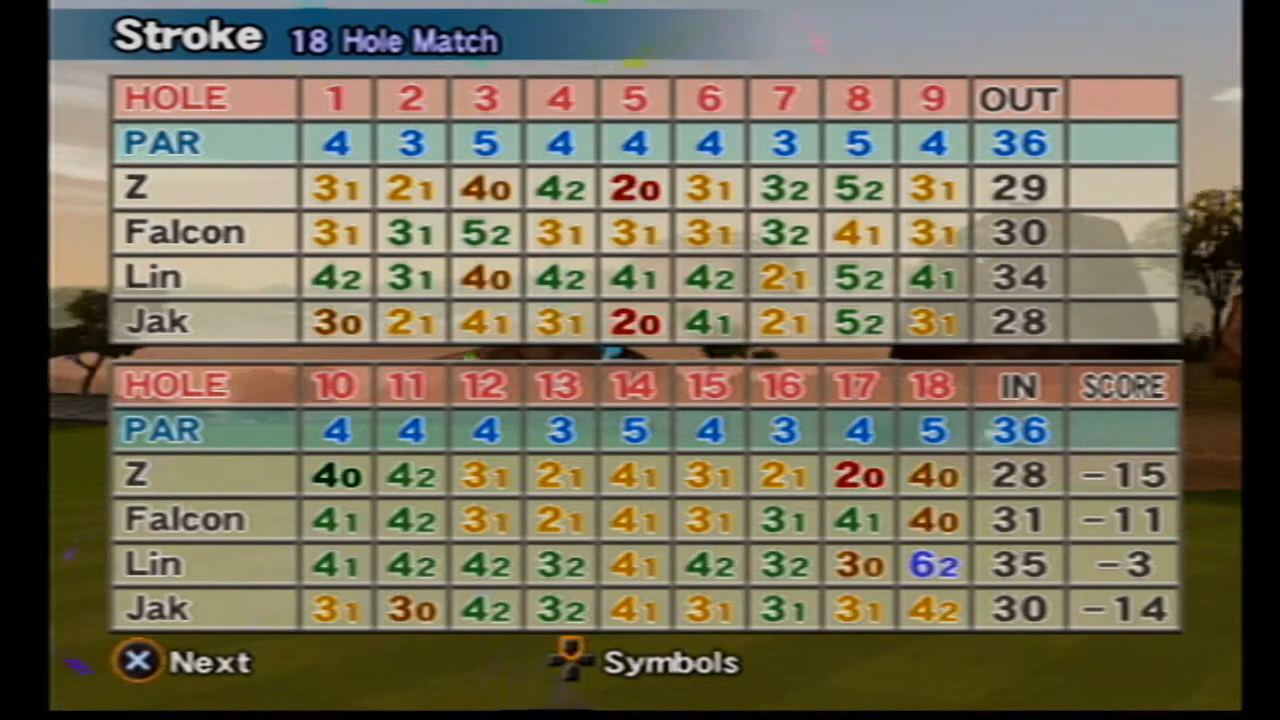 Stroke 18 Hole Match
HOLE 1 2 3 4 5 6 7 8 9 OUT
PAR 4 3 5 4 4 4 3 5 4 36
Z 31 21 40 42 20 31 32 52 31 29
Falcon 31 31 52 31 31 31 32 41 31 30
Lin 42 31 40 42 41 42 21 52 41 34
Jak 30 21 41 31 20 41 21 52 31 28
HOLE 10 11 12 13 14 15 16 17 18 IN SCORE
PAR 4 4 4 3 5 4 3 4 5 36
Z 40 42 31 21 41 31 21 20 40 28 -15
Falcon 41 42 31 21 41 31 31 41 40 31 -11
Lin 41 42 42 32 41 42 32 30 62 35 -3
Jak 31 30 42 32 41 31 31 31 42 30 -14
Next Symbols